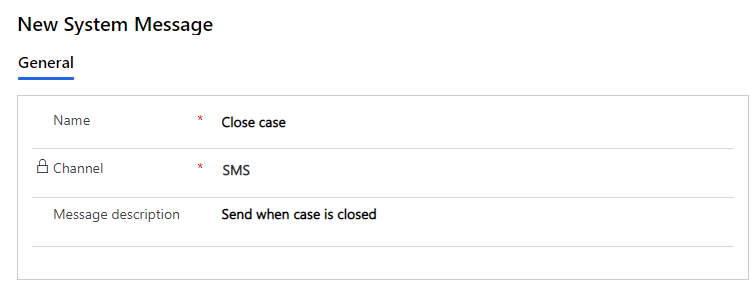 New System Message
General
Name * Close case
Channel * SMS
Message description Send when case is closed